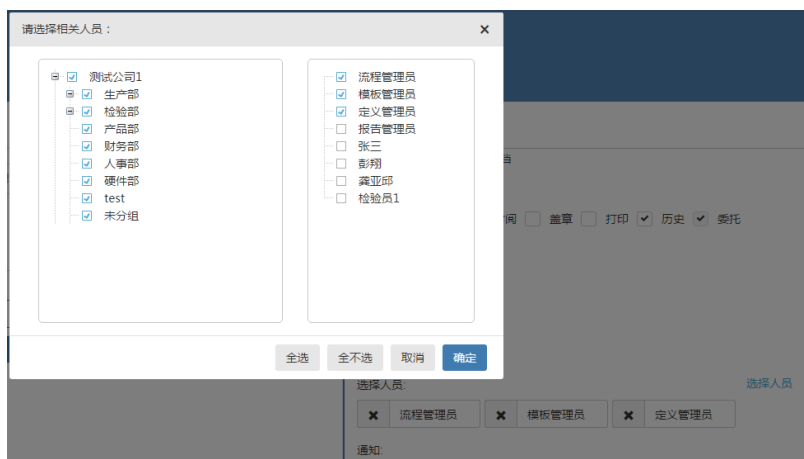 请选择相关人员：
测试公司1
生产部
检验部
产品部
财务部
人事部
硬件部
test
未分组
流程管理员
模板管理员
定义管理员
报告管理员
张三
彭翔
龚亚邱
检验员1
全选 全不选 取消 确定
盖章 打印 历史 委托
选择人员: 选择人员
流程管理员 模板管理员 定义管理员
通知: